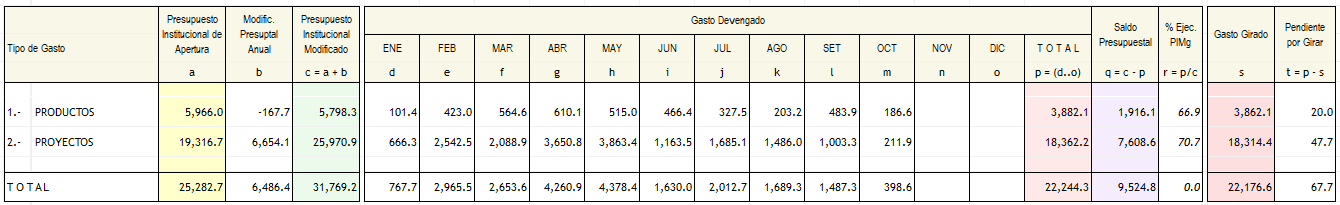 Tipo de Gasto
Presupuesto Institucional de Apertura
a
Modific. Presuptal Anual
b
Presupuesto Institucional Modificado
c = a + b
Gasto Devengado
ENE FEB MAR ABR MAY JUN JUL AGO SET OCT NOV DIC T O T A L
d e f g h i j k l m n o p = (d..o)
Saldo Presupuestal
q = c - p
% Ejec. PIMg
r = p/c
Gasto Girado
s
Pendiente por Girar
t = p - s
1.- PRODUCTOS 5,966.0 -167.7 5,798.3 101.4 423.0 564.6 610.1 515.0 466.4 327.5 203.2 483.9 186.6 3,882.1 1,916.1 66.9 3,862.1 20.0
2.- PROYECTOS 19,316.7 6,654.1 25,970.9 666.3 2,542.5 2,088.9 3,650.8 3,863.4 1,163.5 1,685.1 1,486.0 1,003.3 211.9 18,362.2 7,608.6 70.7 18,314.4 47.7
T O T A L 25,282.7 6,486.4 31,769.2 767.7 2,965.5 2,653.6 4,260.9 4,378.4 1,630.0 2,012.7 1,689.3 1,487.3 398.6 22,244.3 9,524.8 0.0 22,176.6 67.7